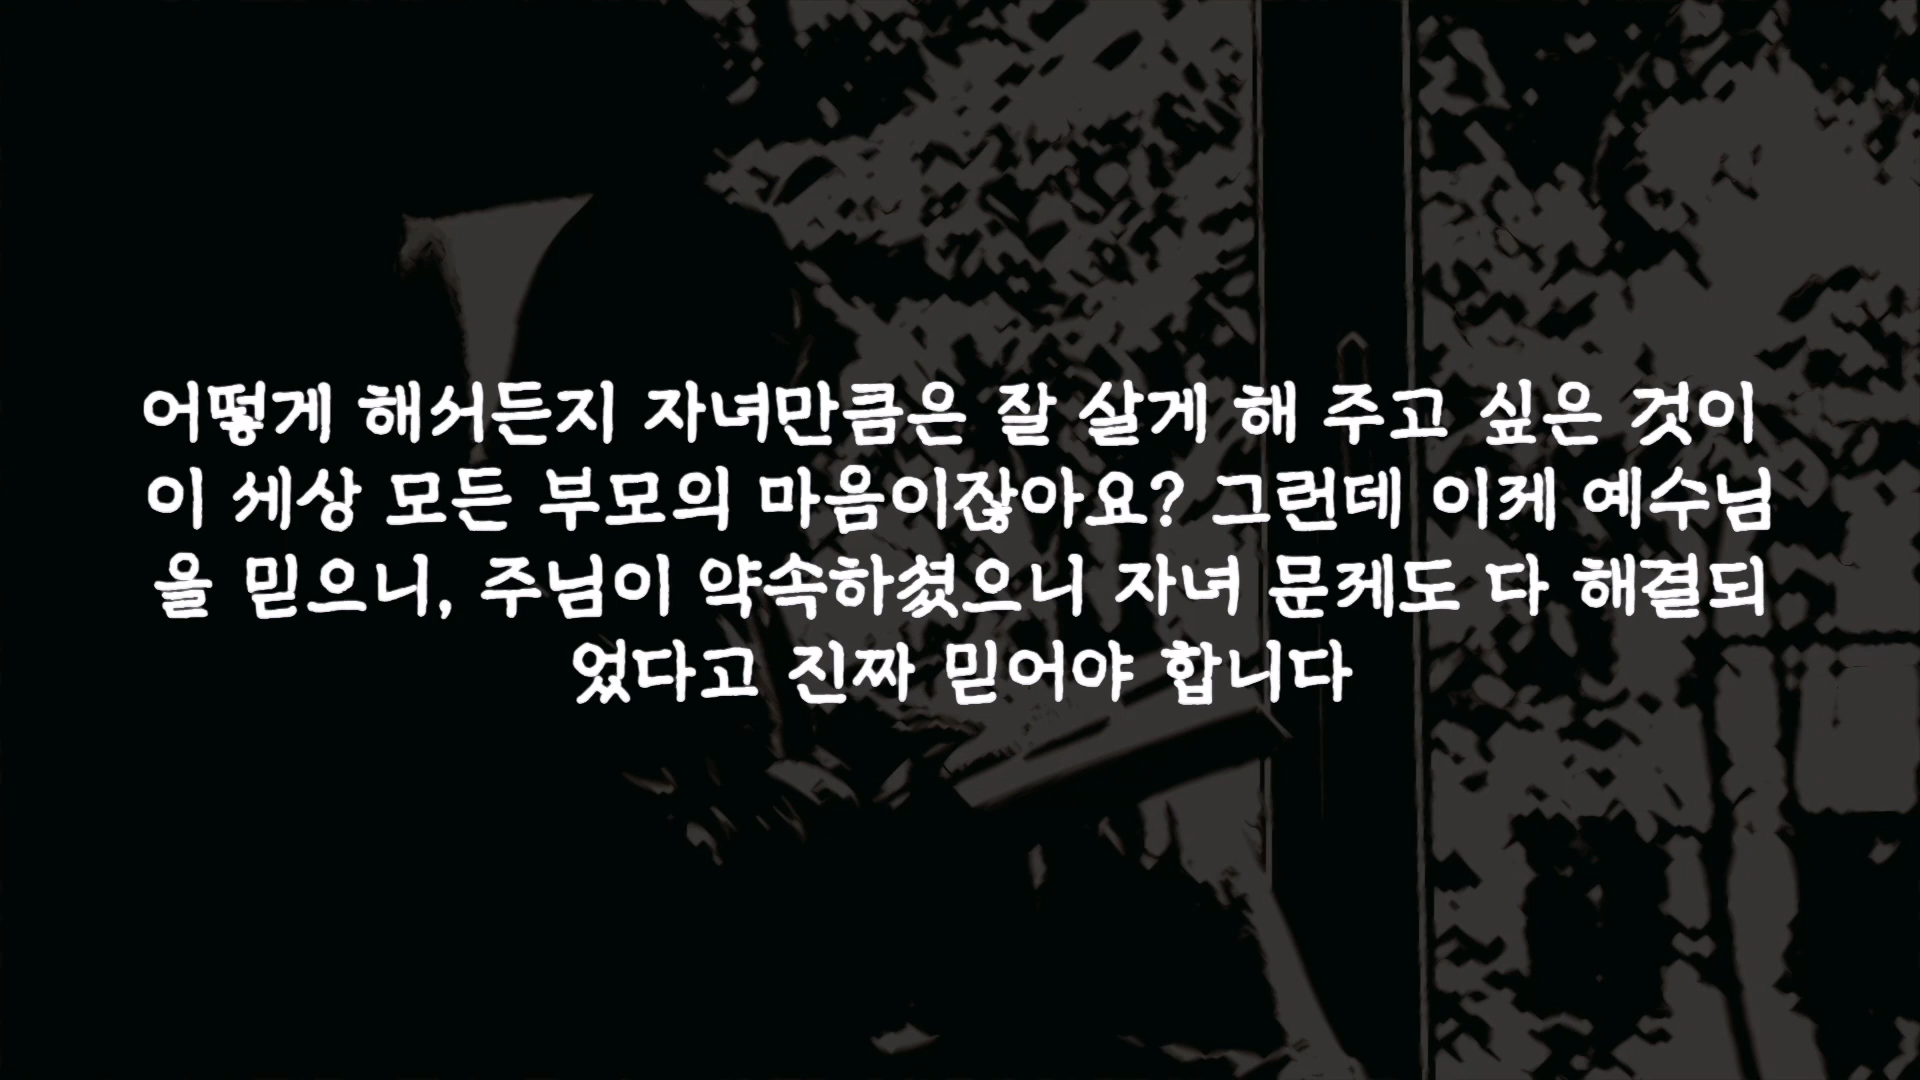 어떻게 해서든지 자녀만큼은 잘 살게 해 주고 싶은 것이
이 세상 모든 부모의 마음이잖아요? 그런데 이제 예수님
을 믿으니, 주님이 약속하셨으니 자녀 문제도 다 해결되
었다고 진짜 믿어야 합니다